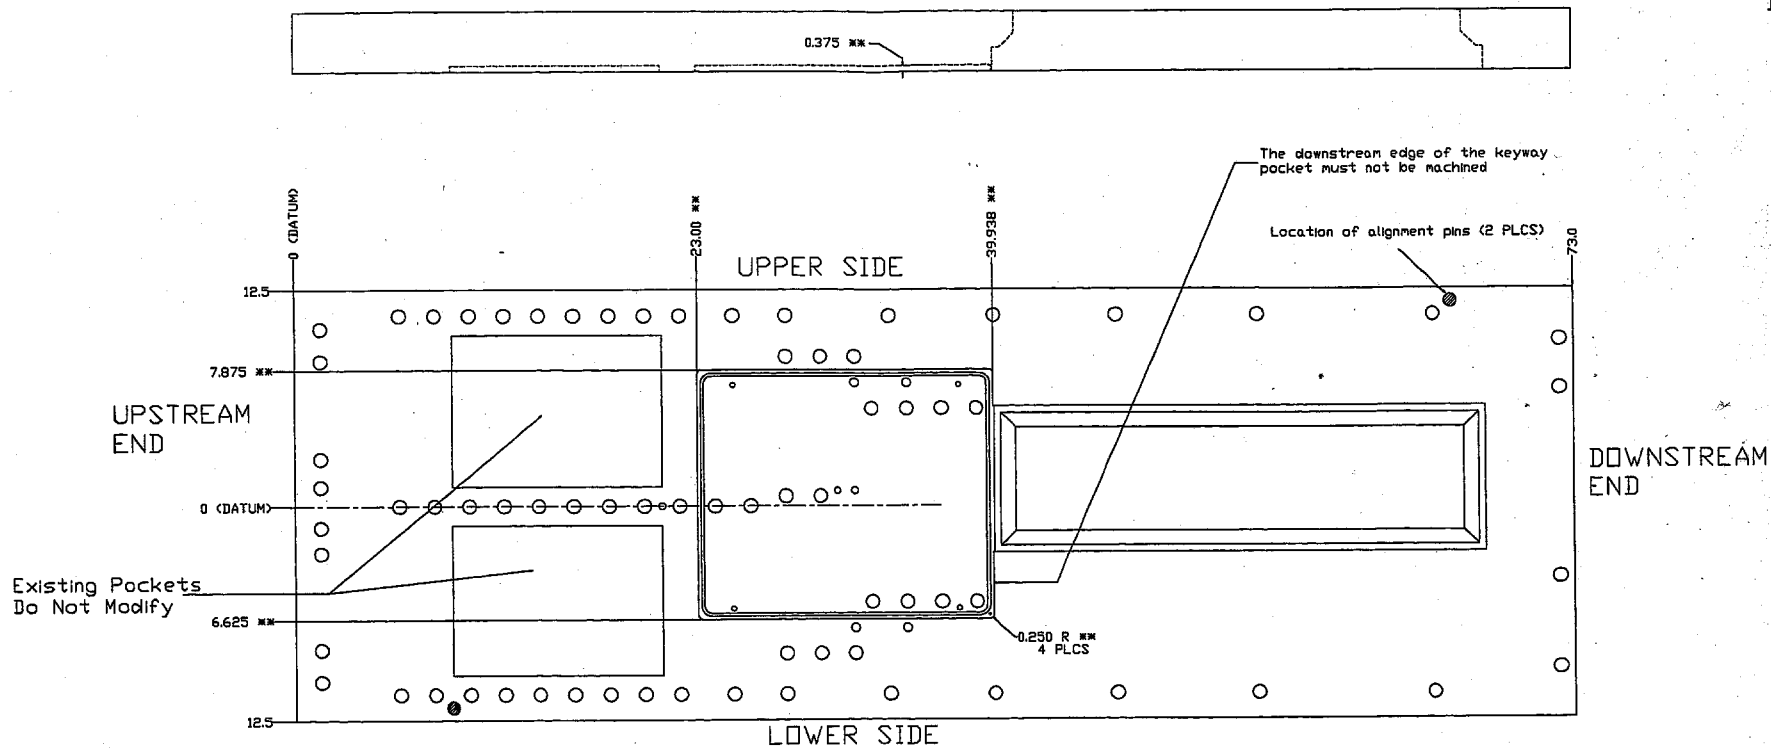 0.375 **
The downstream edge of the keyway
pocket must not be machined
0 (DATUM)
23.00 **
39.938 **
Location of alignment pins (2 PLCS)
73.0
UPPER SIDE
12.5
7.875 **
UPSTREAM
END
DOWNSTREAM
END
0 (DATUM)
Existing Pockets
Do Not Modify
6.625 **
0.250 R **
4 PLCS
12.5
LOWER SIDE